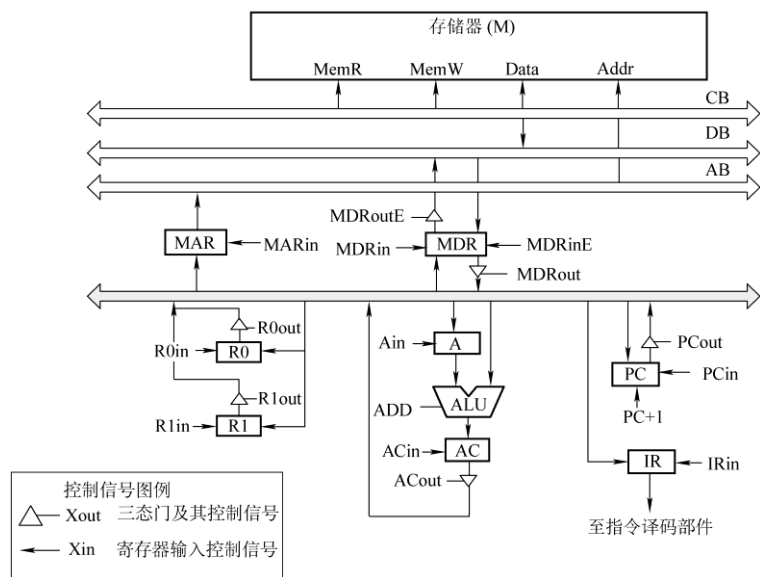 存储器 (M)
MemR MemW Data Addr
CB
DB
AB
MDRoutE
MAR
MARin
MDRin
MDR
MDRinE
MDRout
R0out
R0in
R0
R1out
R1in
R1
Ain
A
ADD
ALU
ACin
AC
ACout
PCout
PC
PCin
PC+1
IR
IRin
至指令译码部件
控制信号图例
Xout 三态门及其控制信号
Xin 寄存器输入控制信号